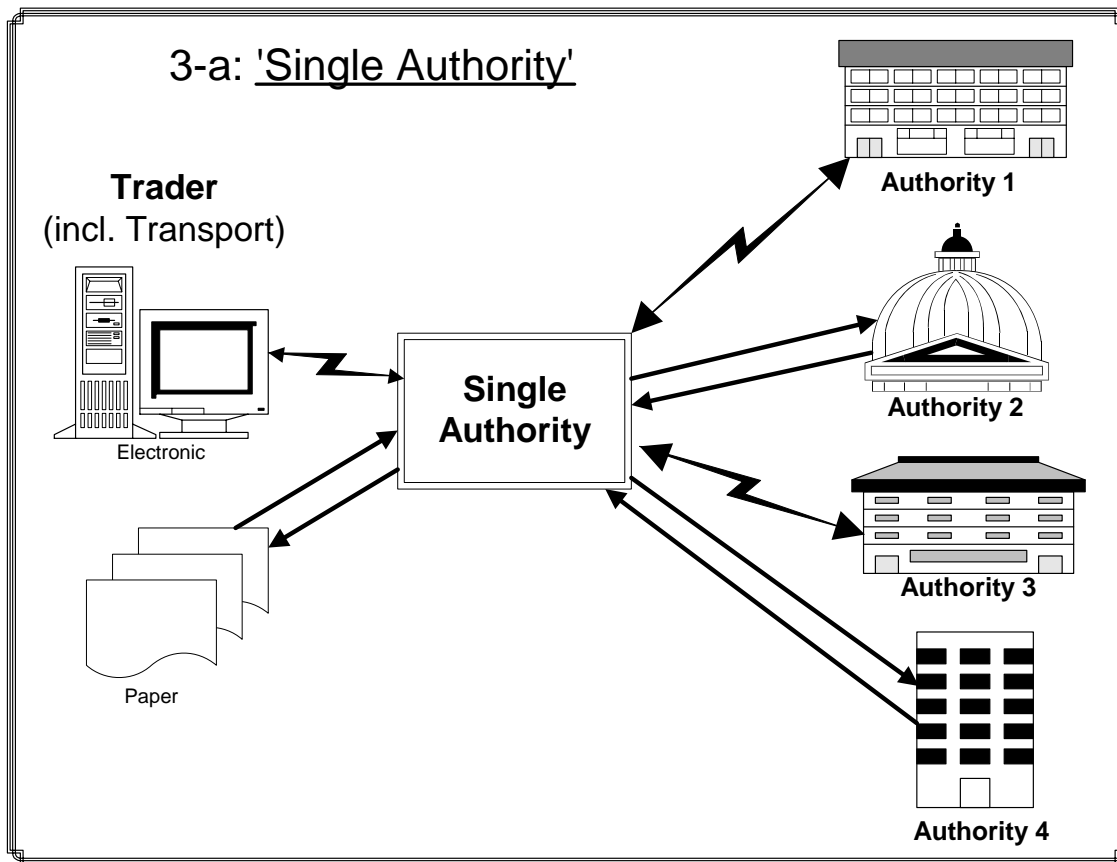 3-a: 'Single Authority'
Trader
(incl. Transport)
Electronic
Paper
Single
Authority
Authority 1
Authority 2
Authority 3
Authority 4